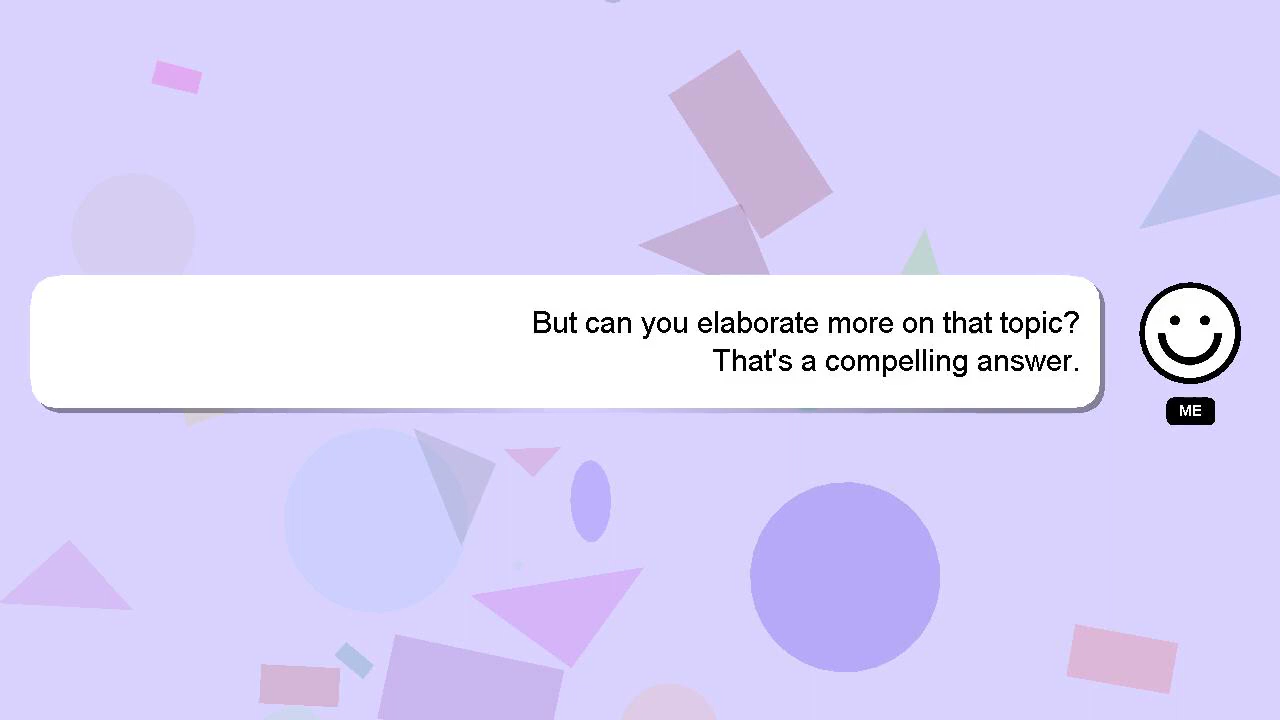 But can you elaborate more on that topic?
That's a compelling answer.
ME